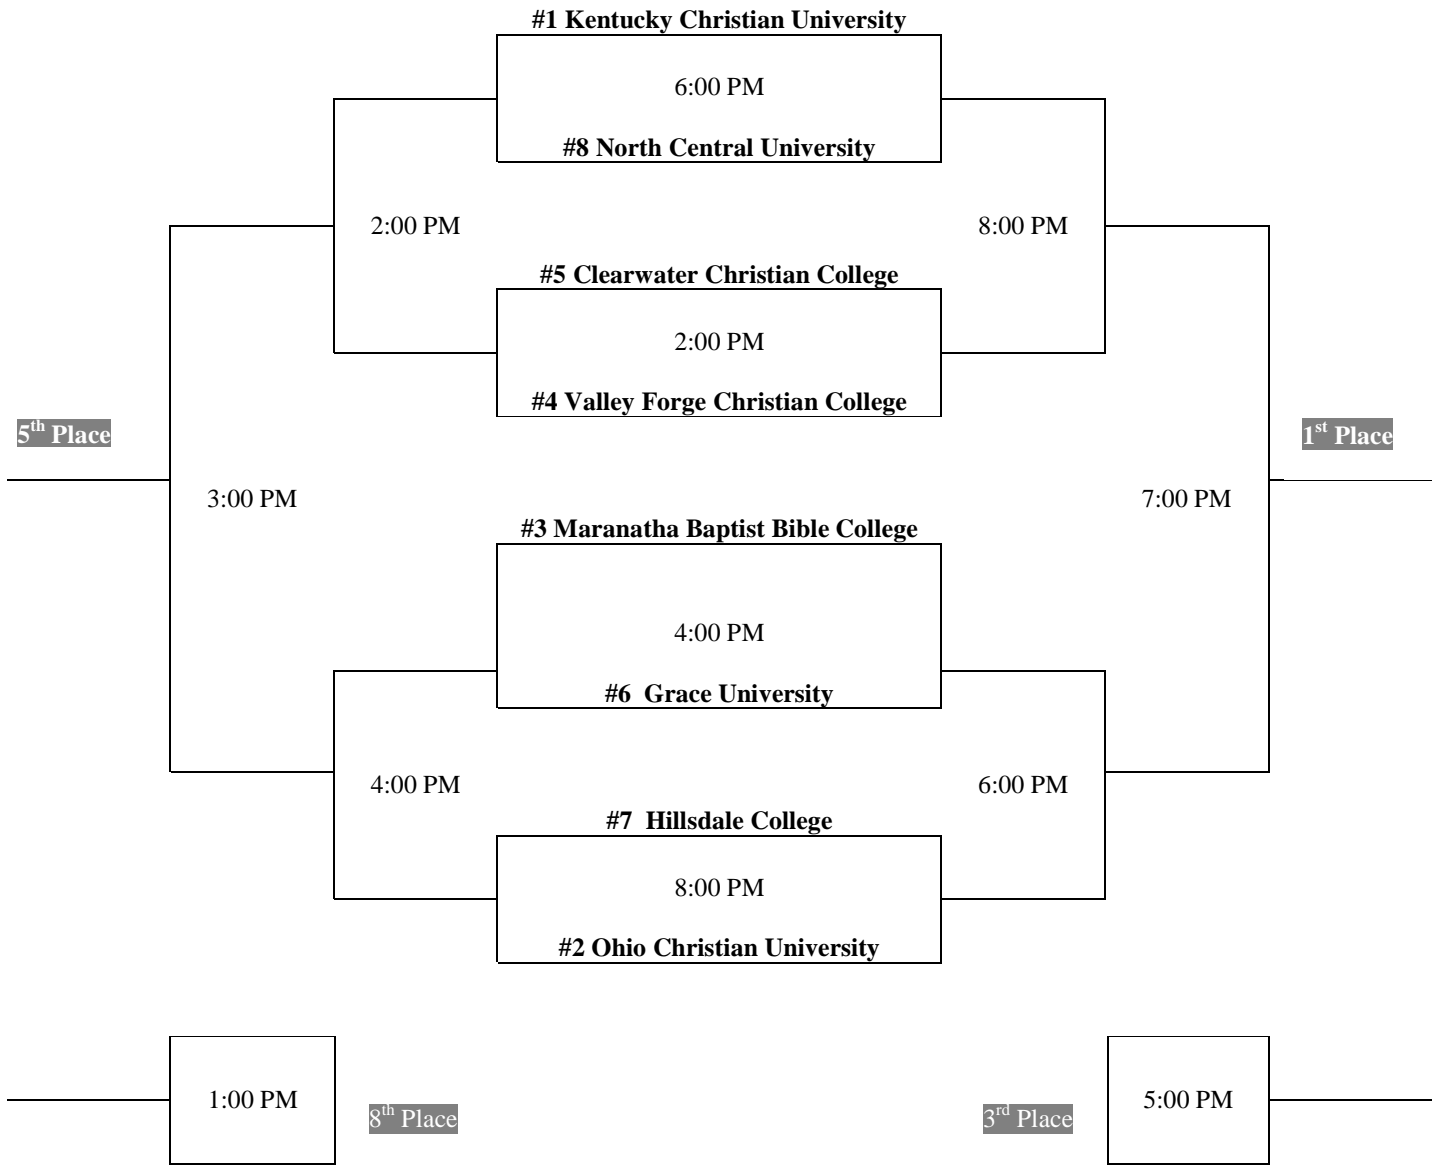 #1 Kentucky Christian University
6:00 PM
#8 North Central University
2:00 PM
8:00 PM
#5 Clearwater Christian College
2:00 PM
#4 Valley Forge Christian College
5th Place
1st Place
3:00 PM
7:00 PM
#3 Maranatha Baptist Bible College
4:00 PM
#6  Grace University
4:00 PM
6:00 PM
#7  Hillsdale College
8:00 PM
#2 Ohio Christian University
1:00 PM
8th Place
3rd Place
5:00 PM